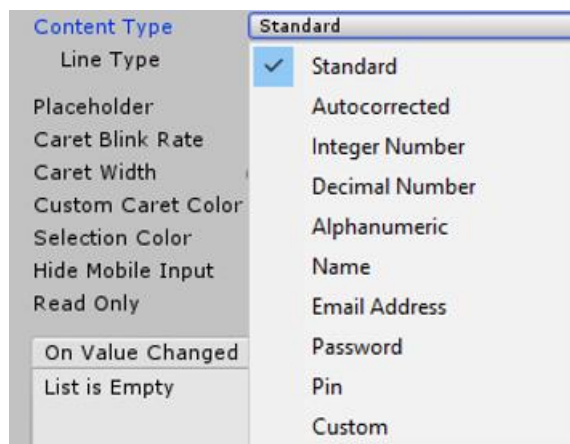 Content Type
Standard
Line Type
Standard
Autocorrected
Placeholder
Caret Blink Rate
Integer Number
Caret Width
Decimal Number
Custom Caret Color
Alphanumeric
Selection Color
Hide Mobile Input
Name
Read Only
Email Address
On Value Changed
Password
List is Empty
Pin
Custom